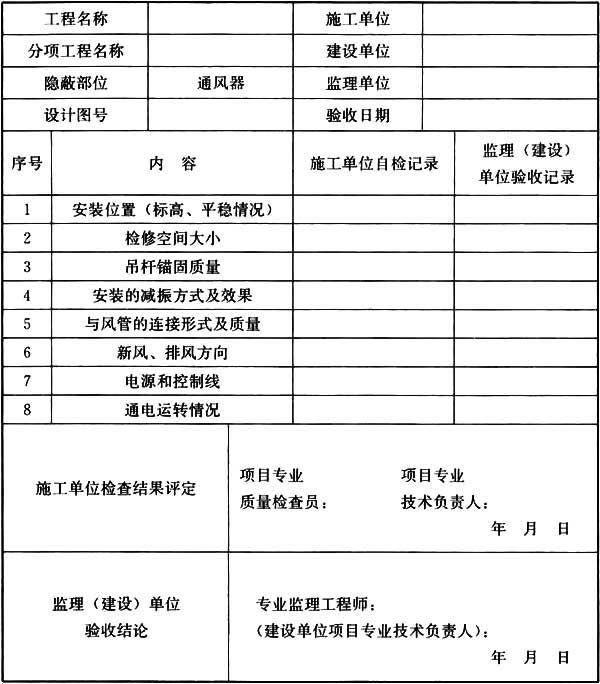 工程名称 施工单位
分项工程名称 建设单位
隐蔽部位 通风器 监理单位
设计图号 验收日期
序号 内 容 施工单位自检记录 监理（建设）
单位验收记录
1 安装位置（标高、平稳情况）
2 检修空间大小
3 吊杆锚固质量
4 安装的减振方式及效果
5 与风管的连接形式及质量
6 新风、排风方向
7 电源和控制线
8 通电运转情况
施工单位检查结果评定
项目专业 项目专业
质量检查员： 技术负责人：
年 月 日
监理（建设）单位
验收结论
专业监理工程师：
（建设单位项目专业技术负责人）：
年 月 日